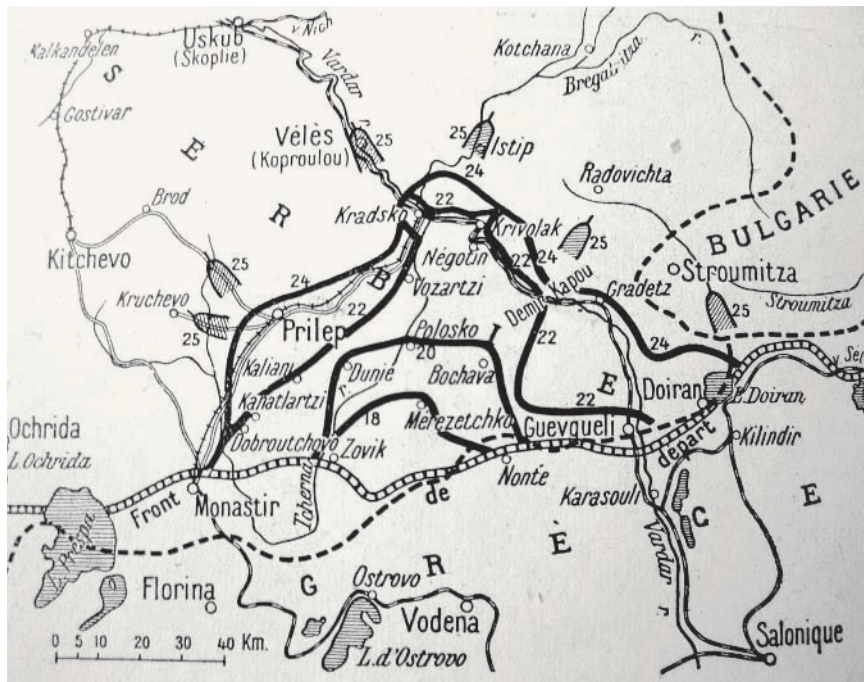 Kalkandelen
Uskub
(Skoplie)
v. Nich
Vardar
r.
Kotchana
Bregalnitza
r.
S
Gostivar
É
Vélès
(Koproulou)
25
25
Istip
24
Radovichta
R
Brod
Kradsko
22
Krivolak
BULGARIE
Kitchevo
25
24
B
Négotin
22
24
25
Stroumitza
Kruchevo
22
Vozartzi
Demir Kapou
Gradetz
25
Stroumitza
25
Prilep
Polosko
20
I
22
24
Kaliani
Dunie
Bochava
E
Doiran
Kanatlartzi
r.
18
Merezetchko
22
L. Doiran
Ochrida
L. Ochrida
Dobroutchovo
Zovik
Guevgueli
départ
Kilindir
Front
Monastir
Tcherna
de
Nonte
Karasouli
Prespa
G
R
È
Vardar
r.
C
E
Florina
Ostrovo
Vodena
0 5 10 20 30 40 Km.
L. d'Ostrovo
Salonique